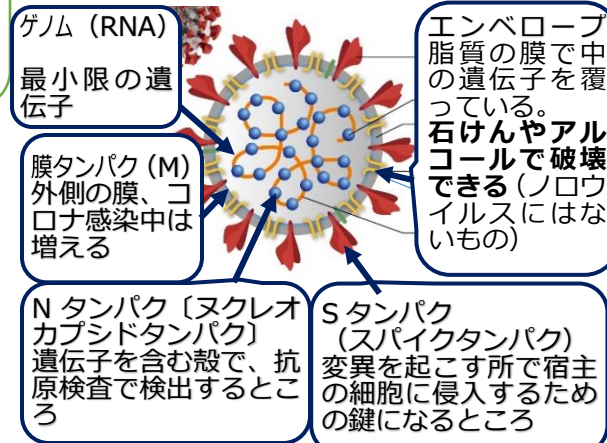 ゲノム（RNA）
最小限の遺
伝子
エンベロープ
脂質の膜で中
の遺伝子を覆
っている。
石けんやアル
コールで破壊
できる（ノロウ
イルスにはな
いもの）
膜タンパク（M）
外側の膜、コ
ロナ感染中は
増える
N タンパク〔ヌクレオ
カプシドタンパク〕
遺伝子を含む殻で、抗
原検査で検出するとこ
ろ
S タンパク
（スパイクタンパク）
変異を起こす所で宿主
の細胞に侵入するため
の鍵になるところ